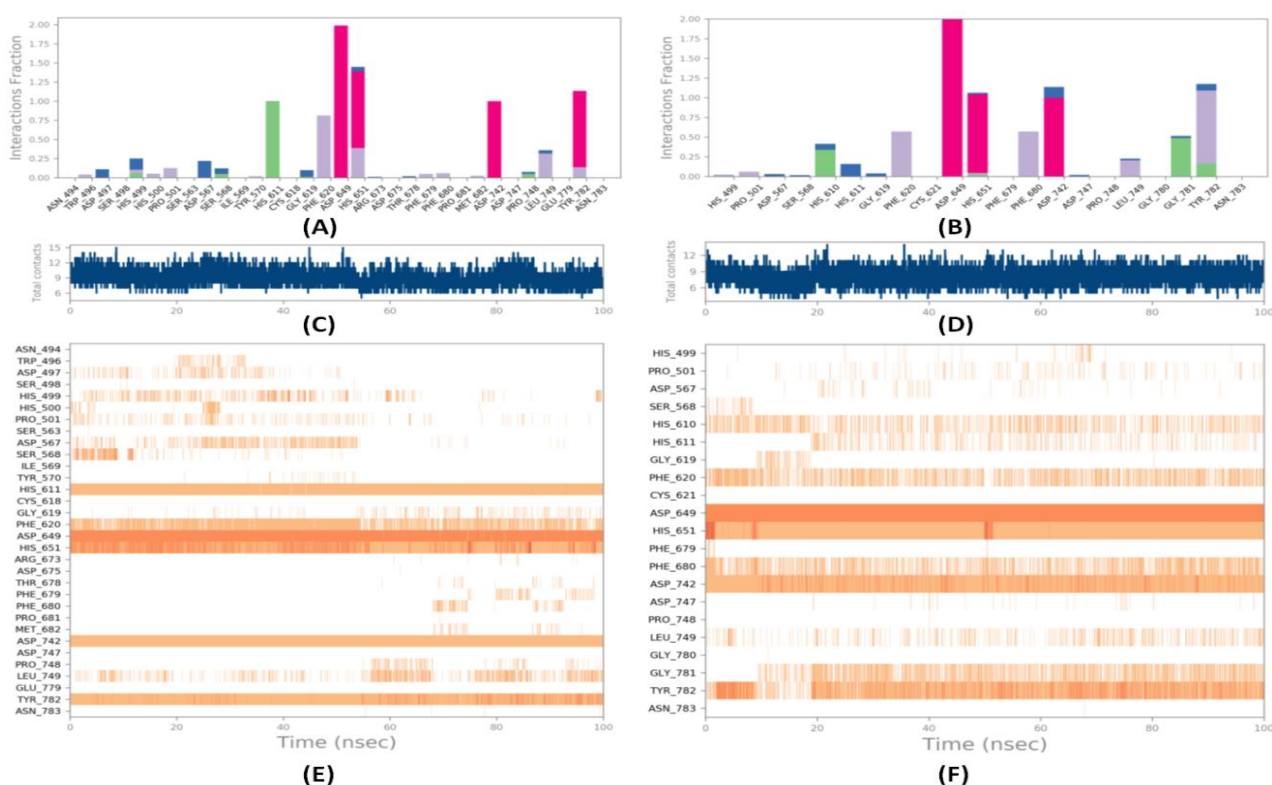 2.00
1.75
1.50
1.25
1.00
0.75
0.50
0.25
0.00
Interactions Fraction
ASN_494
TRP_496
ASP_497
SER_498
HIS_499
HIS_500
PRO_501
SER_563
ASP_567
SER_568
ILE_569
TYR_570
HIS_611
CYS_618
GLY_619
PHE_620
ASP_649
HIS_651
ARG_673
ASP_675
THR_678
PHE_679
PHE_680
PRO_681
MET_682
ASP_742
ASP_747
PRO_748
LEU_749
GLU_779
TYR_782
ASN_783
(A)
2.00
1.75
1.50
1.25
1.00
0.75
0.50
0.25
0.00
Interactions Fraction
HIS_499
PRO_501
ASP_567
SER_568
HIS_610
HIS_611
GLY_619
PHE_620
CYS_621
ASP_649
HIS_651
PHE_679
PHE_680
ASP_742
ASP_747
PRO_748
LEU_749
GLY_780
GLY_781
TYR_782
ASN_783
(B)
Total contacts
15
12
9
6
(C)
Total contacts
12
9
6
0 20 40 60 80 100
(D)
ASN_494
TRP_496
ASP_497
SER_498
HIS_499
HIS_500
PRO_501
SER_563
ASP_567
SER_568
ILE_569
TYR_570
HIS_611
CYS_618
GLY_619
PHE_620
ASP_649
HIS_651
ARG_673
ASP_675
THR_678
PHE_679
PHE_680
PRO_681
MET_682
ASP_742
ASP_747
PRO_748
LEU_749
GLU_779
TYR_782
ASN_783
0 20 40 60 80 100
Time (nsec)
(E)
HIS_499
PRO_501
ASP_567
SER_568
HIS_610
HIS_611
GLY_619
PHE_620
CYS_621
ASP_649
HIS_651
PHE_679
PHE_680
ASP_742
ASP_747
PRO_748
LEU_749
GLY_780
GLY_781
TYR_782
ASN_783
0 20 40 60 80 100
Time (nsec)
(F)